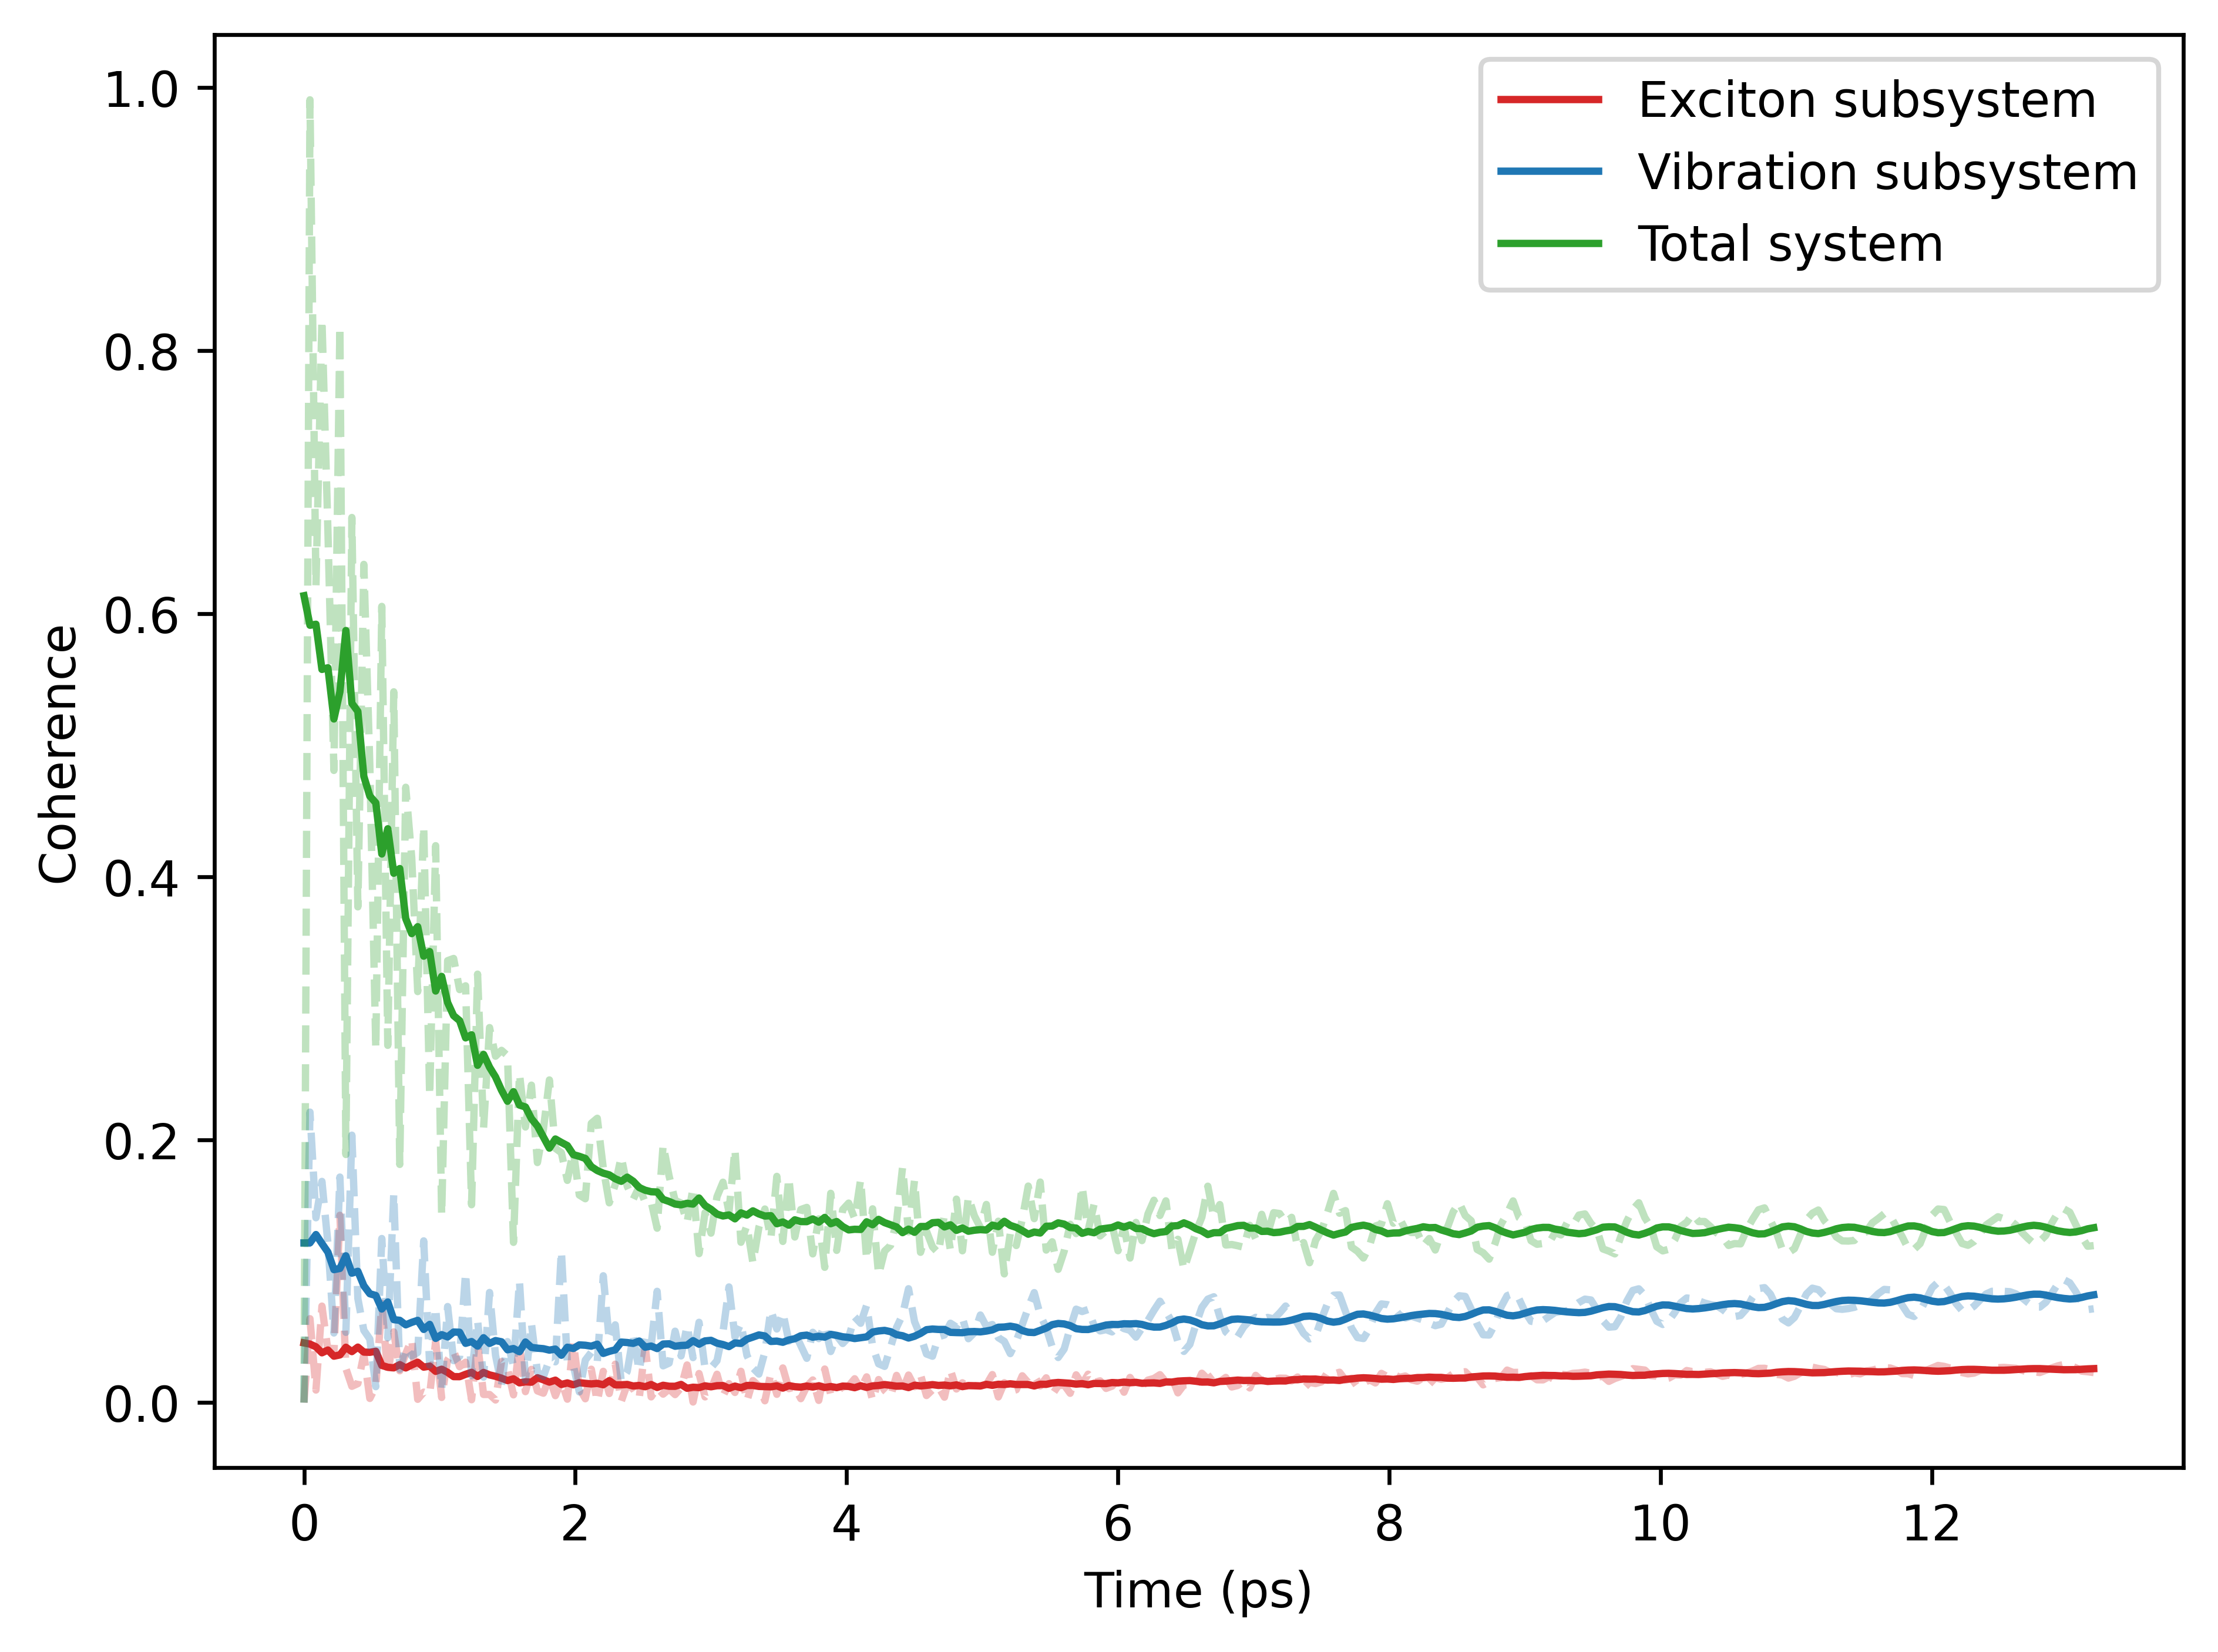 1.0
0.8
0.6
0.4
0.2
0.0
Coherence
Exciton subsystem
Vibration subsystem
Total system
0 2 4 6 8 10 12
Time (ps)